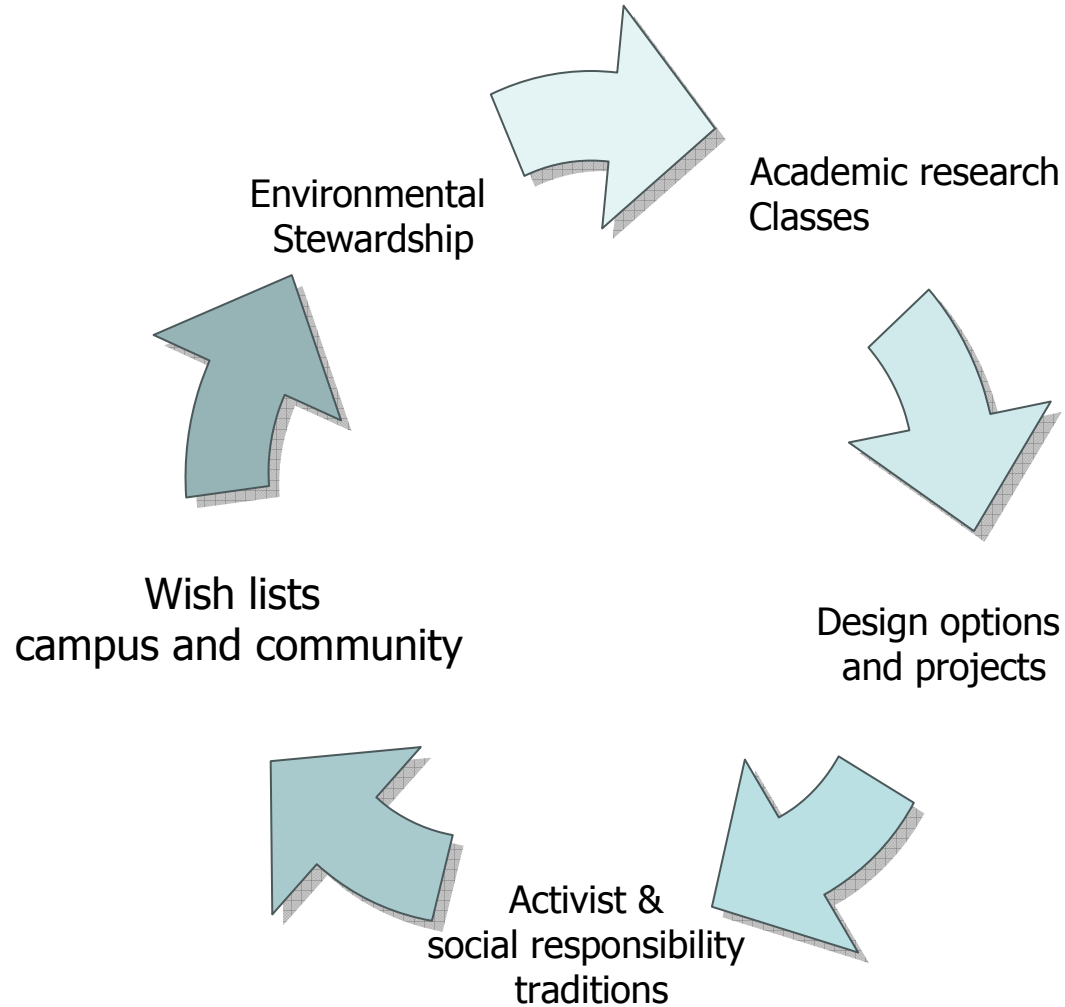 Environmental
Stewardship
Academic research
Classes
Design options
and projects
Activist &
social responsibility
traditions
Wish lists
campus and community